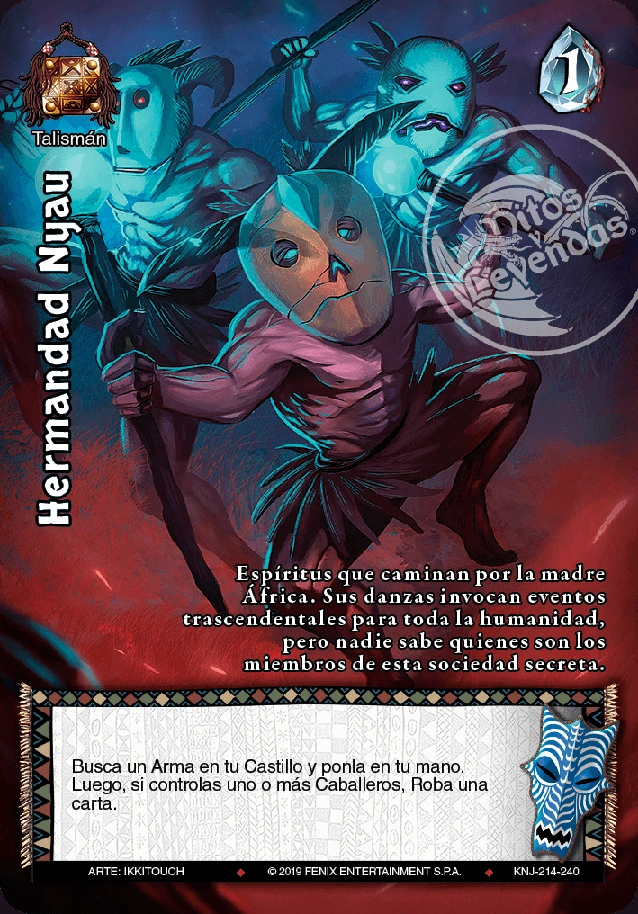 1
Talismán
Hermandad Nyau
Mitos
y
Leyendas®
Espíritus que caminan por la madre
África. Sus danzas invocan eventos
trascendentales para toda la humanidad,
pero nadie sabe quienes son los
miembros de esta sociedad secreta.
Busca un Arma en tu Castillo y ponla en tu mano.
Luego, si controlas uno o más Caballeros, Roba una
carta.
ARTE: IKKITOUCH ♦ © 2019 FENIX ENTERTAINMENT S.P.A. ♦ KNJ-214-240